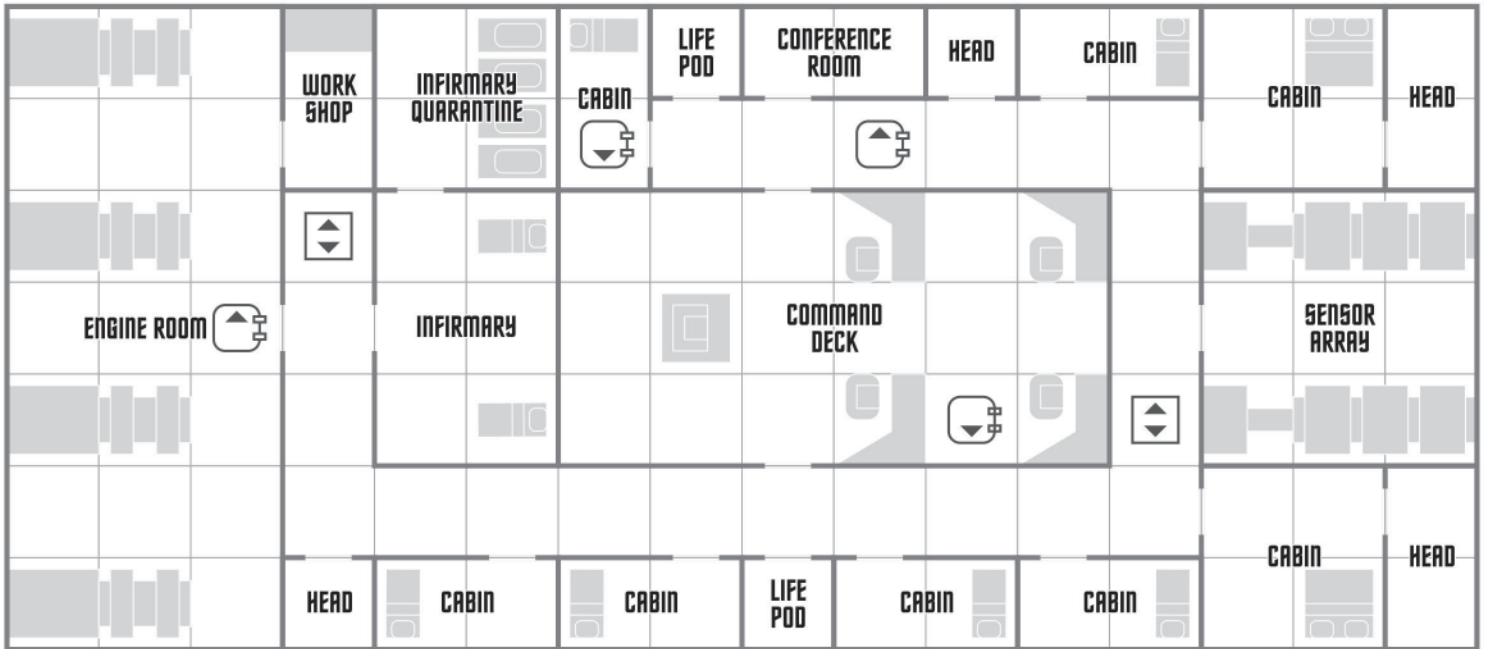 LIFE
POD
CONFERENCE
ROOM
HEAD
CABIN
WORK
SHOP
INFIRMARY
QUARANTINE
CABIN
CABIN
HEAD
ENGINE ROOM
INFIRMARY
COMMAND
DECK
SENSOR
ARRAY
HEAD
CABIN
CABIN
LIFE
POD
CABIN
CABIN
CABIN
HEAD